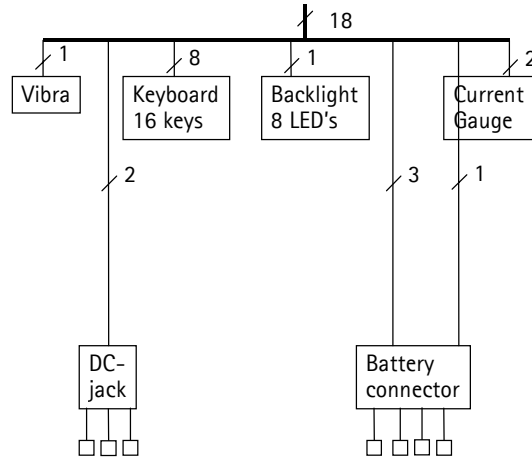 18
1
8
1
2
Vibra
Keyboard
16 keys
Backlight
8 LED's
Current
Gauge
2
3
1
DC-
jack
Battery
connector